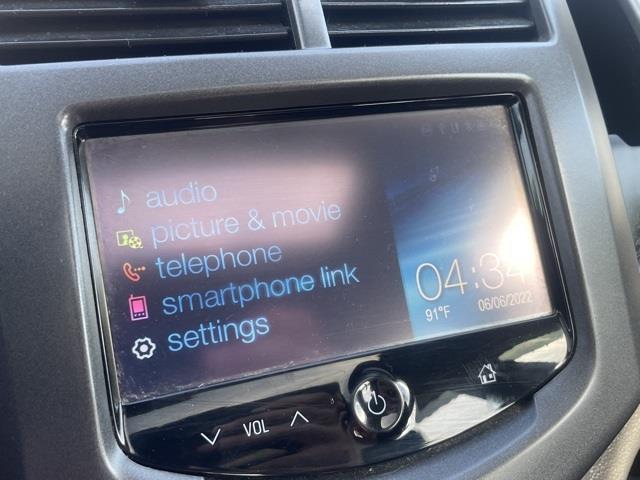 audio
picture & movie
telephone
smartphone link
settings
04:34
91°F 06/06/2022
VOL